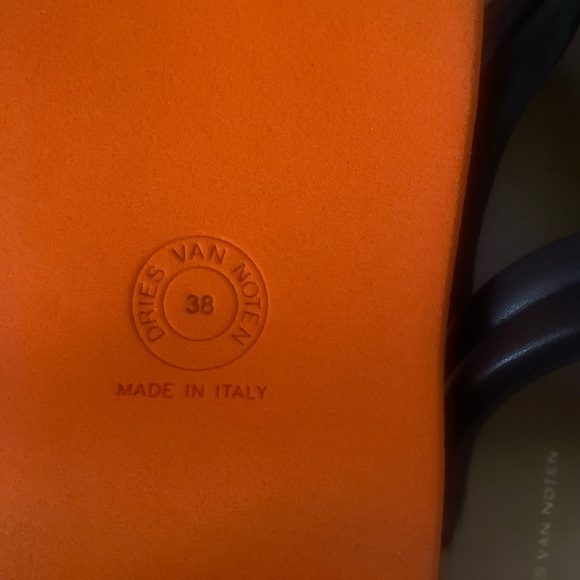 DRIES VAN NOTEN
38
MADE IN ITALY
S VAN NOTEN